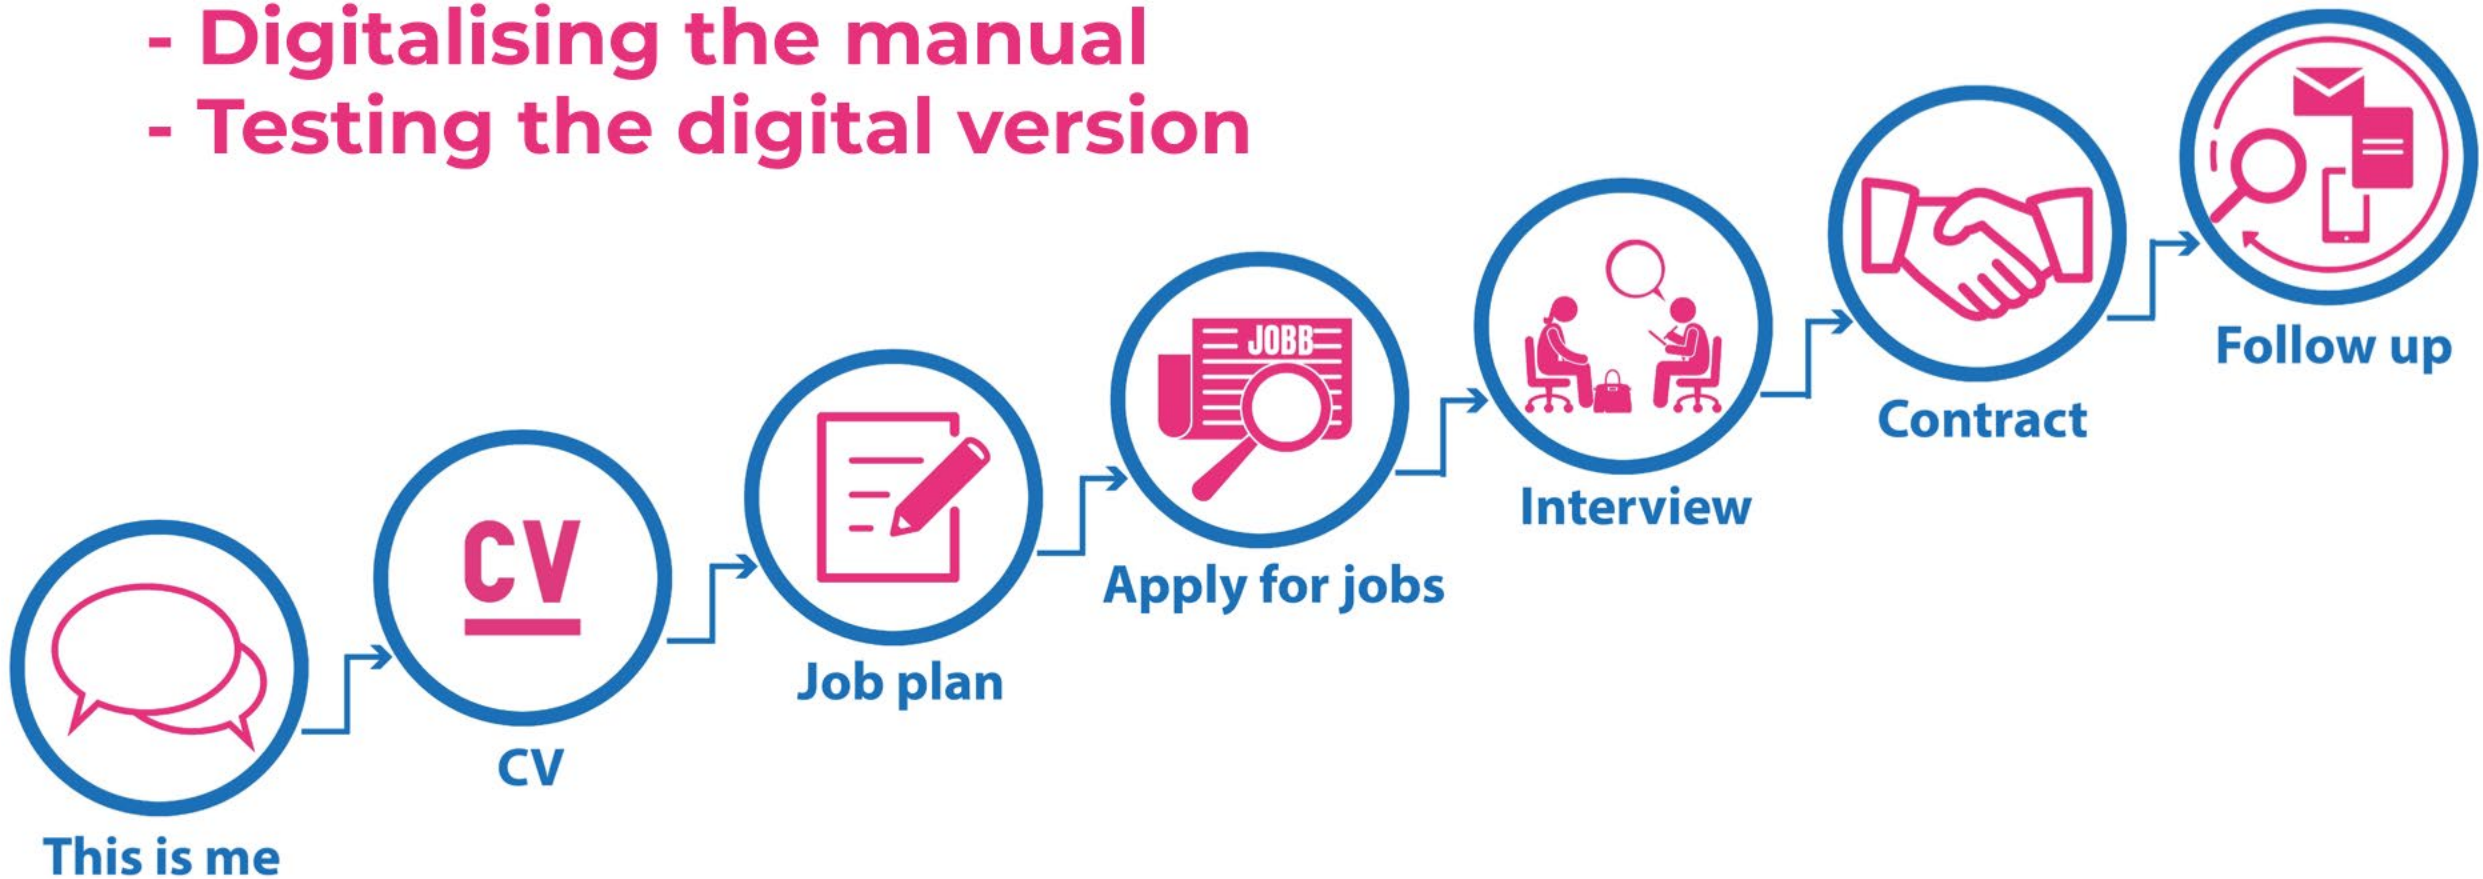 - Digitalising the manual
- Testing the digital version
This is me
CV
CV
Job plan
JOBB
Apply for jobs
Interview
Contract
Follow up